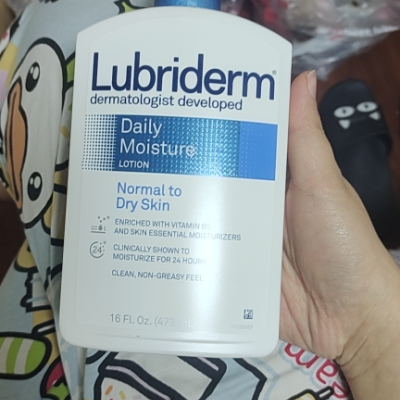 Lubriderm®
dermatologist developed
Daily
Moisture
LOTION
Normal to
Dry Skin
ENRICHED WITH VITAMIN B5
AND SKIN ESSENTIAL MOISTURIZERS
24
CLINICALLY SHOWN TO
MOISTURIZE FOR 24 HOURS
CLEAN, NON-GREASY FEEL
16 Fl. Oz. (473